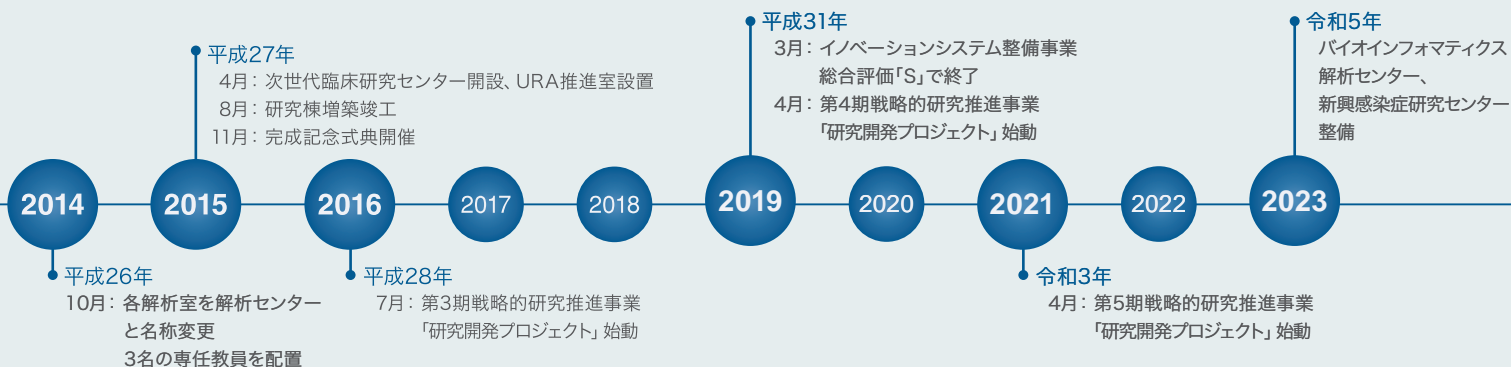 平成27年
4月： 次世代臨床研究センター開設、URA推進室設置
8月： 研究棟増築竣工
11月： 完成記念式典開催
平成31年
3月： イノベーションシステム整備事業
総合評価「S」で終了
4月： 第4期戦略的研究推進事業
「研究開発プロジェクト」始動
令和5年
バイオインフォマティクス
解析センター、
新興感染症研究センター
整備
2014
2015
2016
2017
2018
2019
2020
2021
2022
2023
平成26年
10月： 各解析室を解析センター
と名称変更
3名の専任教員を配置
平成28年
7月： 第3期戦略的研究推進事業
「研究開発プロジェクト」始動
令和3年
4月： 第5期戦略的研究推進事業
「研究開発プロジェクト」始動